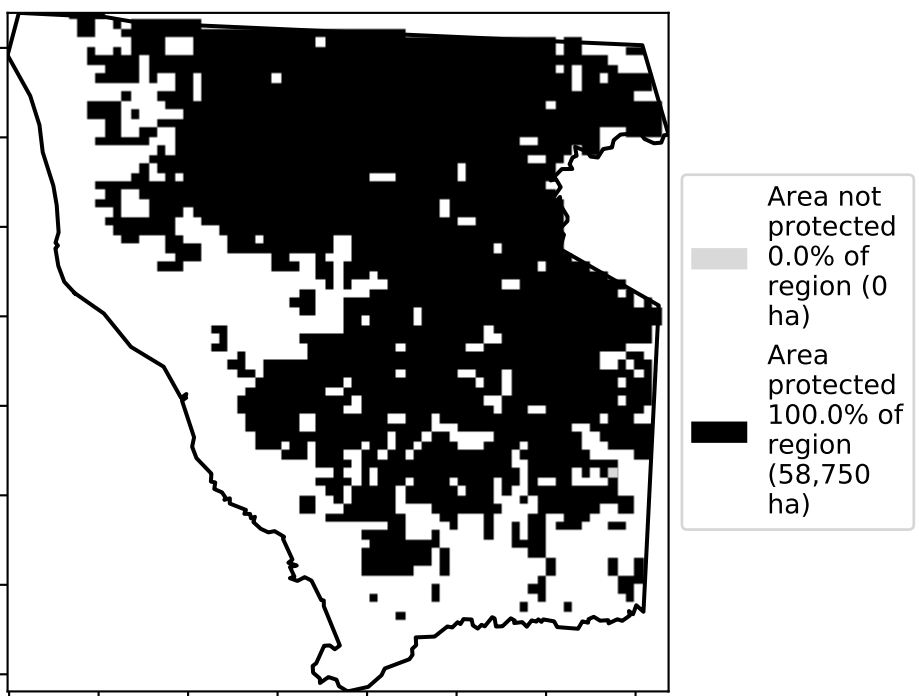 Area not
protected
0.0% of
region (0
ha)
Area
protected
100.0% of
region
(58,750
ha)